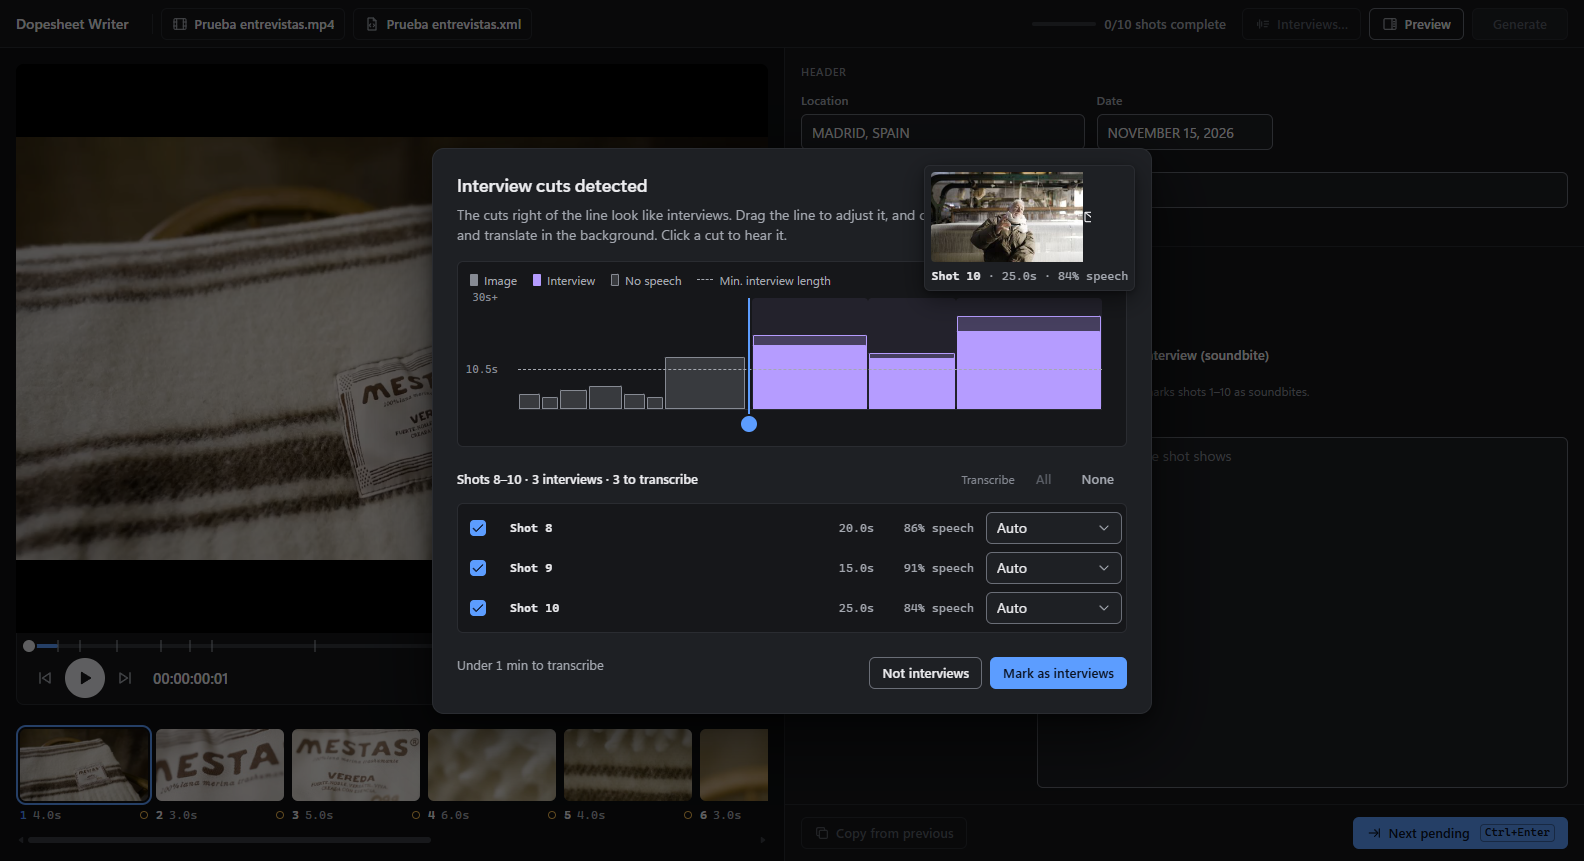 Dopesheet Writer
Prueba entrevistas.mp4
Prueba entrevistas.xml
0/10 shots complete
Interviews...
Preview
Generate
HEADER
Location
Date
MADRID, SPAIN
NOVEMBER 15, 2026
Interview cuts detected
The cuts right of the line look like interviews. Drag the line to adjust it, and
and translate in the background. Click a cut to hear it.
Shot 10 · 25.0s · 84% speech
Image
Interview
No speech
Min. interview length
30s+
10.5s
(soundbite)
shots 1–10 as soundbites.
shot shows
Shots 8–10 · 3 interviews · 3 to transcribe
Transcribe
All
None
Shot 8
20.0s
86% speech
Auto
Shot 9
15.0s
91% speech
Auto
Shot 10
25.0s
84% speech
Auto
Under 1 min to transcribe
Not interviews
Mark as interviews
00:00:00:01
MESTAS®
VEREDA
1 4.0s
2 3.0s
3 5.0s
4 6.0s
5 4.0s
6 3.0s
Copy from previous
Next pending
Ctrl+Enter